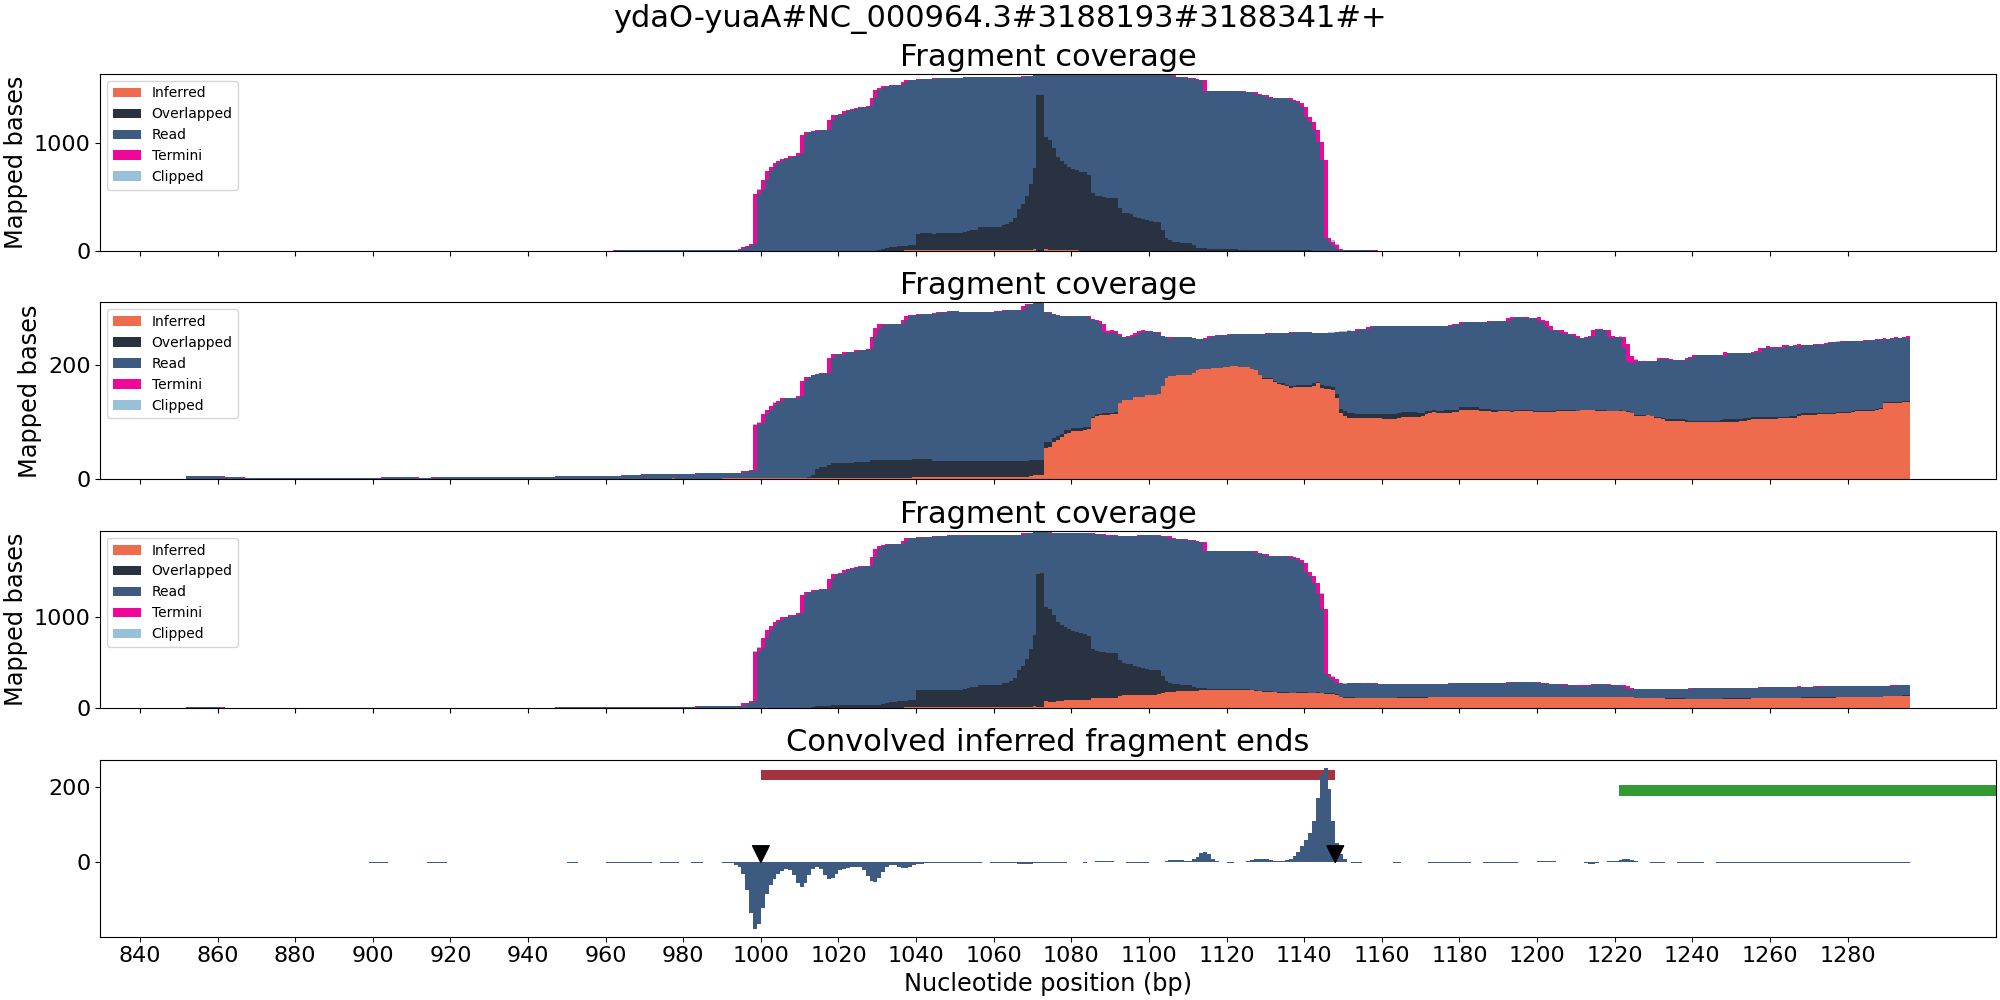 ydaO-yuaA#NC_000964.3#3188193#3188341#+
Fragment coverage
Mapped bases
1000
0
Inferred
Overlapped
Read
Termini
Clipped
Fragment coverage
Mapped bases
200
0
Inferred
Overlapped
Read
Termini
Clipped
Fragment coverage
Mapped bases
1000
0
Inferred
Overlapped
Read
Termini
Clipped
Convolved inferred fragment ends
200
0
840 860 880 900 920 940 960 980 1000 1020 1040 1060 1080 1100 1120 1140 1160 1180 1200 1220 1240 1260 1280
Nucleotide position (bp)